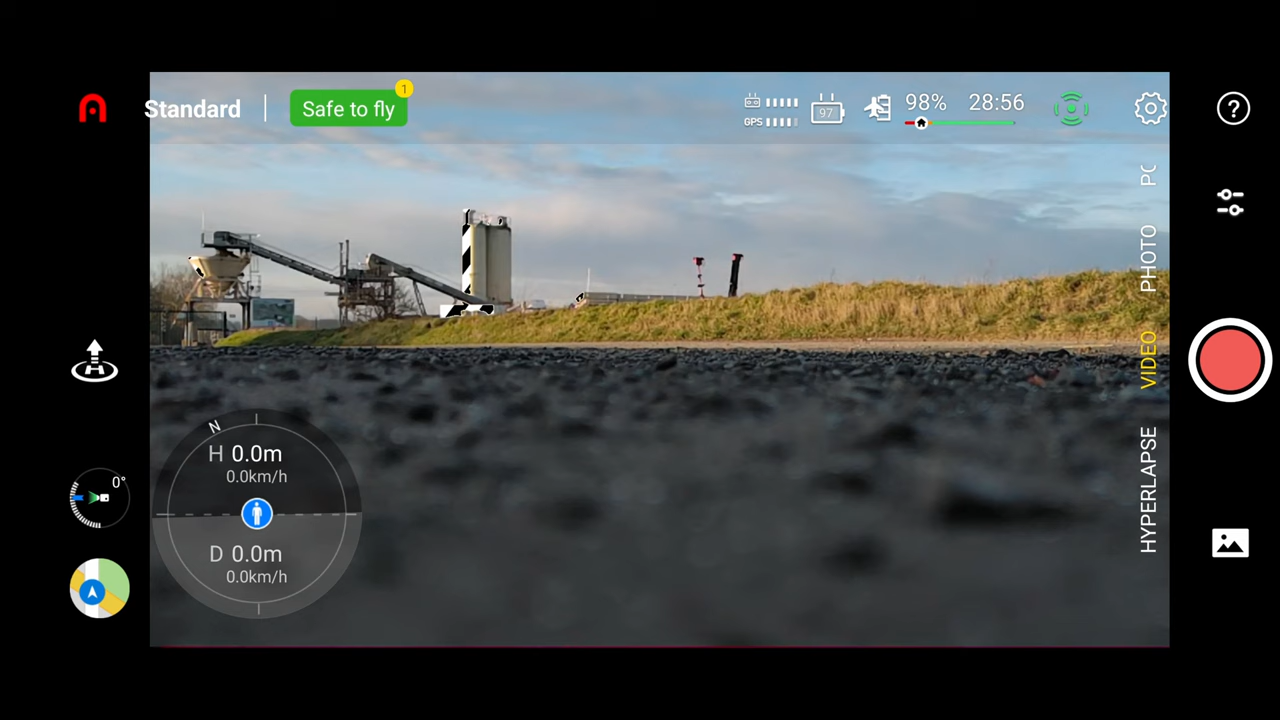 Standard
Safe to fly
1
GPS
97
98%
28:56
?
PHOTO
VIDEO
HYPERLAPSE
0°
N
H 0.0m
0.0km/h
D 0.0m
0.0km/h